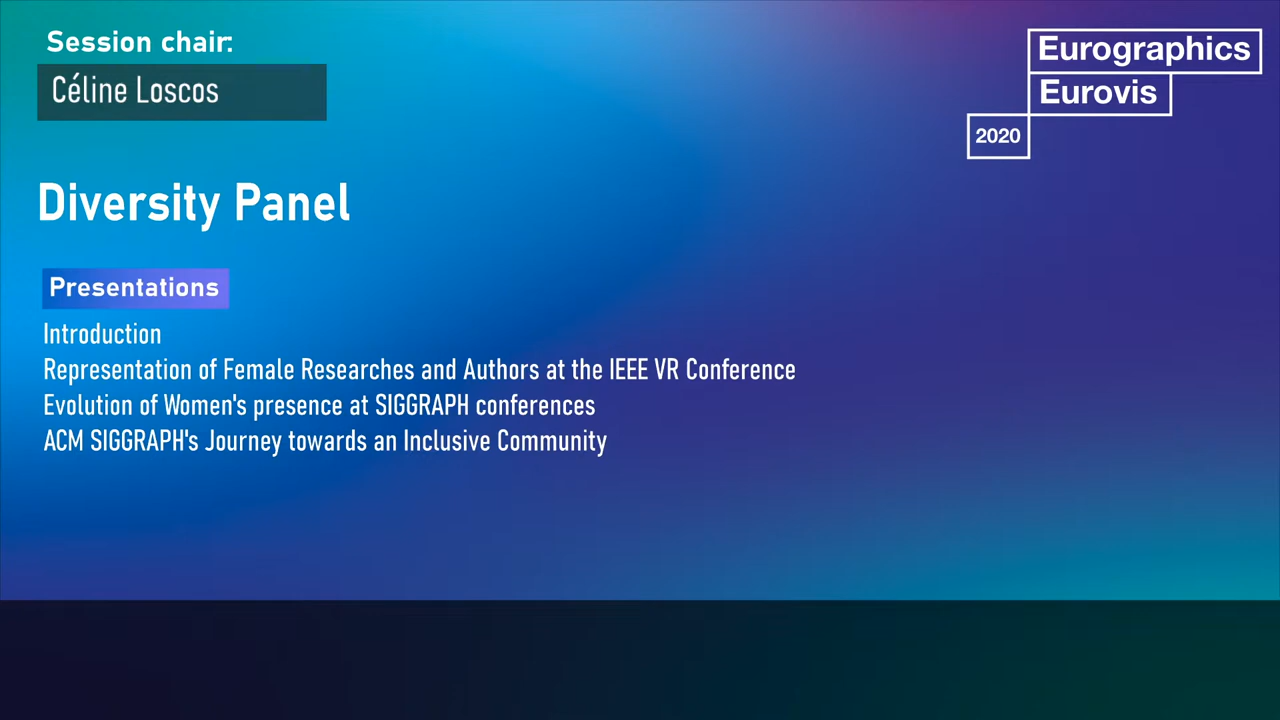 Session chair:
Céline Loscos
Eurographics
Eurovis
2020
Diversity Panel
Presentations
Introduction
Representation of Female Researches and Authors at the IEEE VR Conference
Evolution of Women's presence at SIGGRAPH conferences
ACM SIGGRAPH's Journey towards an Inclusive Community